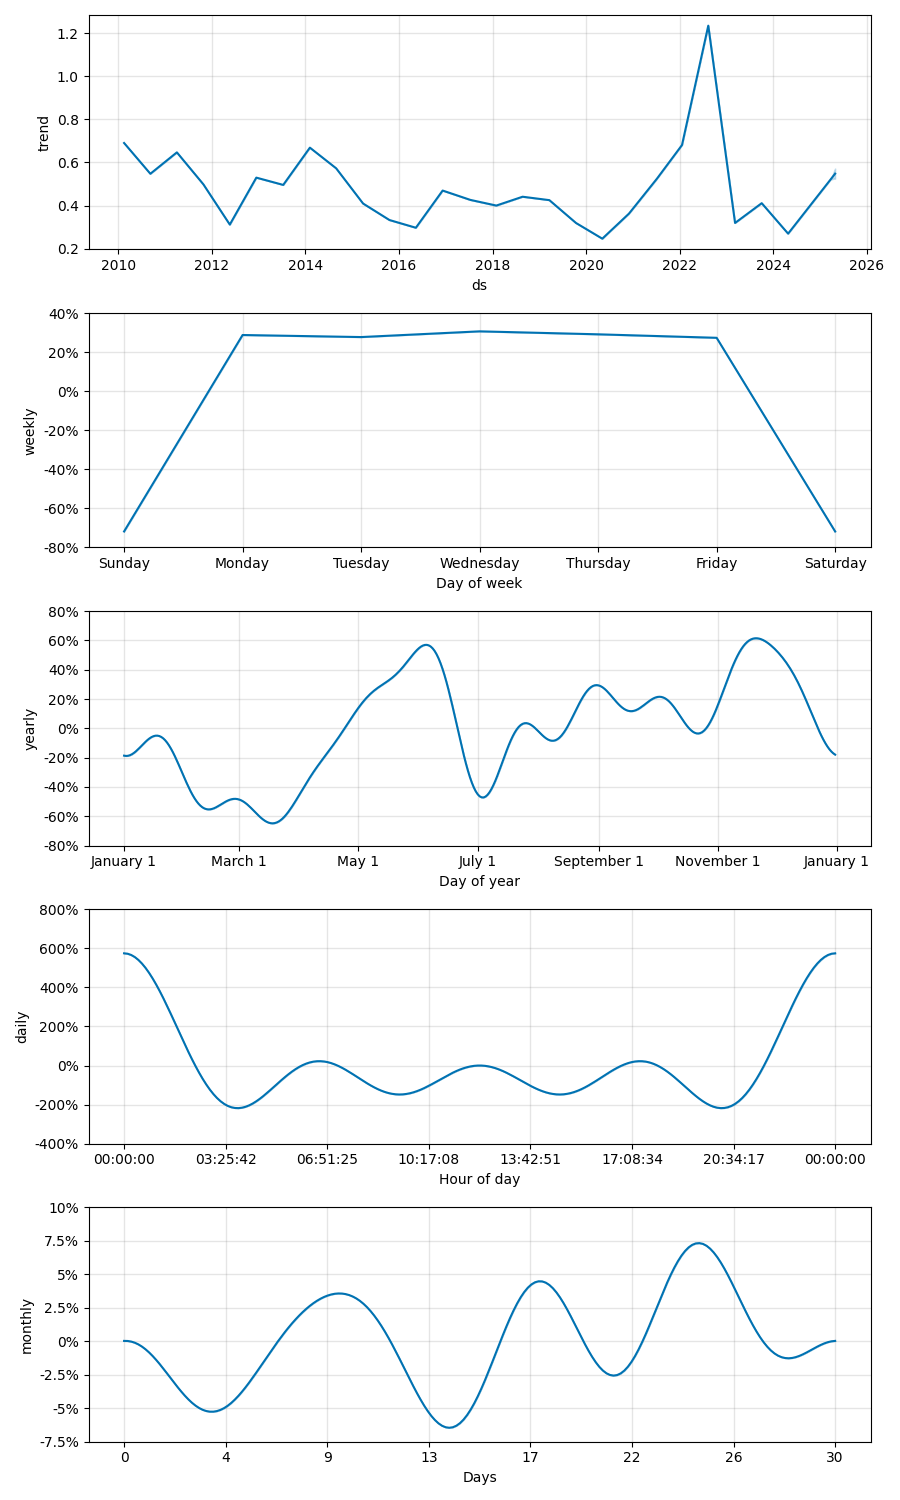 1.2
1.0
0.8
0.6
0.4
0.2
trend
2010 2012 2014 2016 2018 2020 2022 2024 2026
ds
40%
20%
0%
-20%
-40%
-60%
-80%
weekly
Sunday Monday Tuesday Wednesday Thursday Friday Saturday
Day of week
80%
60%
40%
20%
0%
-20%
-40%
-60%
-80%
yearly
January 1 March 1 May 1 July 1 September 1 November 1 January 1
Day of year
800%
600%
400%
200%
0%
-200%
-400%
daily
00:00:00 03:25:42 06:51:25 10:17:08 13:42:51 17:08:34 20:34:17 00:00:00
Hour of day
10%
7.5%
5%
2.5%
0%
-2.5%
-5%
-7.5%
monthly
0 4 9 13 17 22 26 30
Days